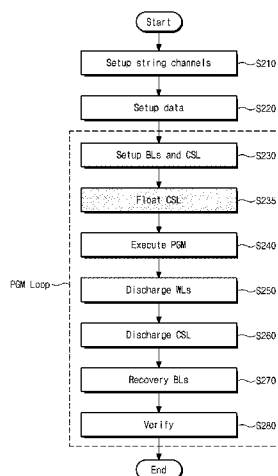 Start
Setup string channels
S210
Setup data
S220
Setup BLs and CSL
S230
Float CSL
S235
Execute PGM
S240
PGM Loop
Discharge WLs
S250
Discharge CSL
S260
Recovery BLs
S270
Verify
S280
End